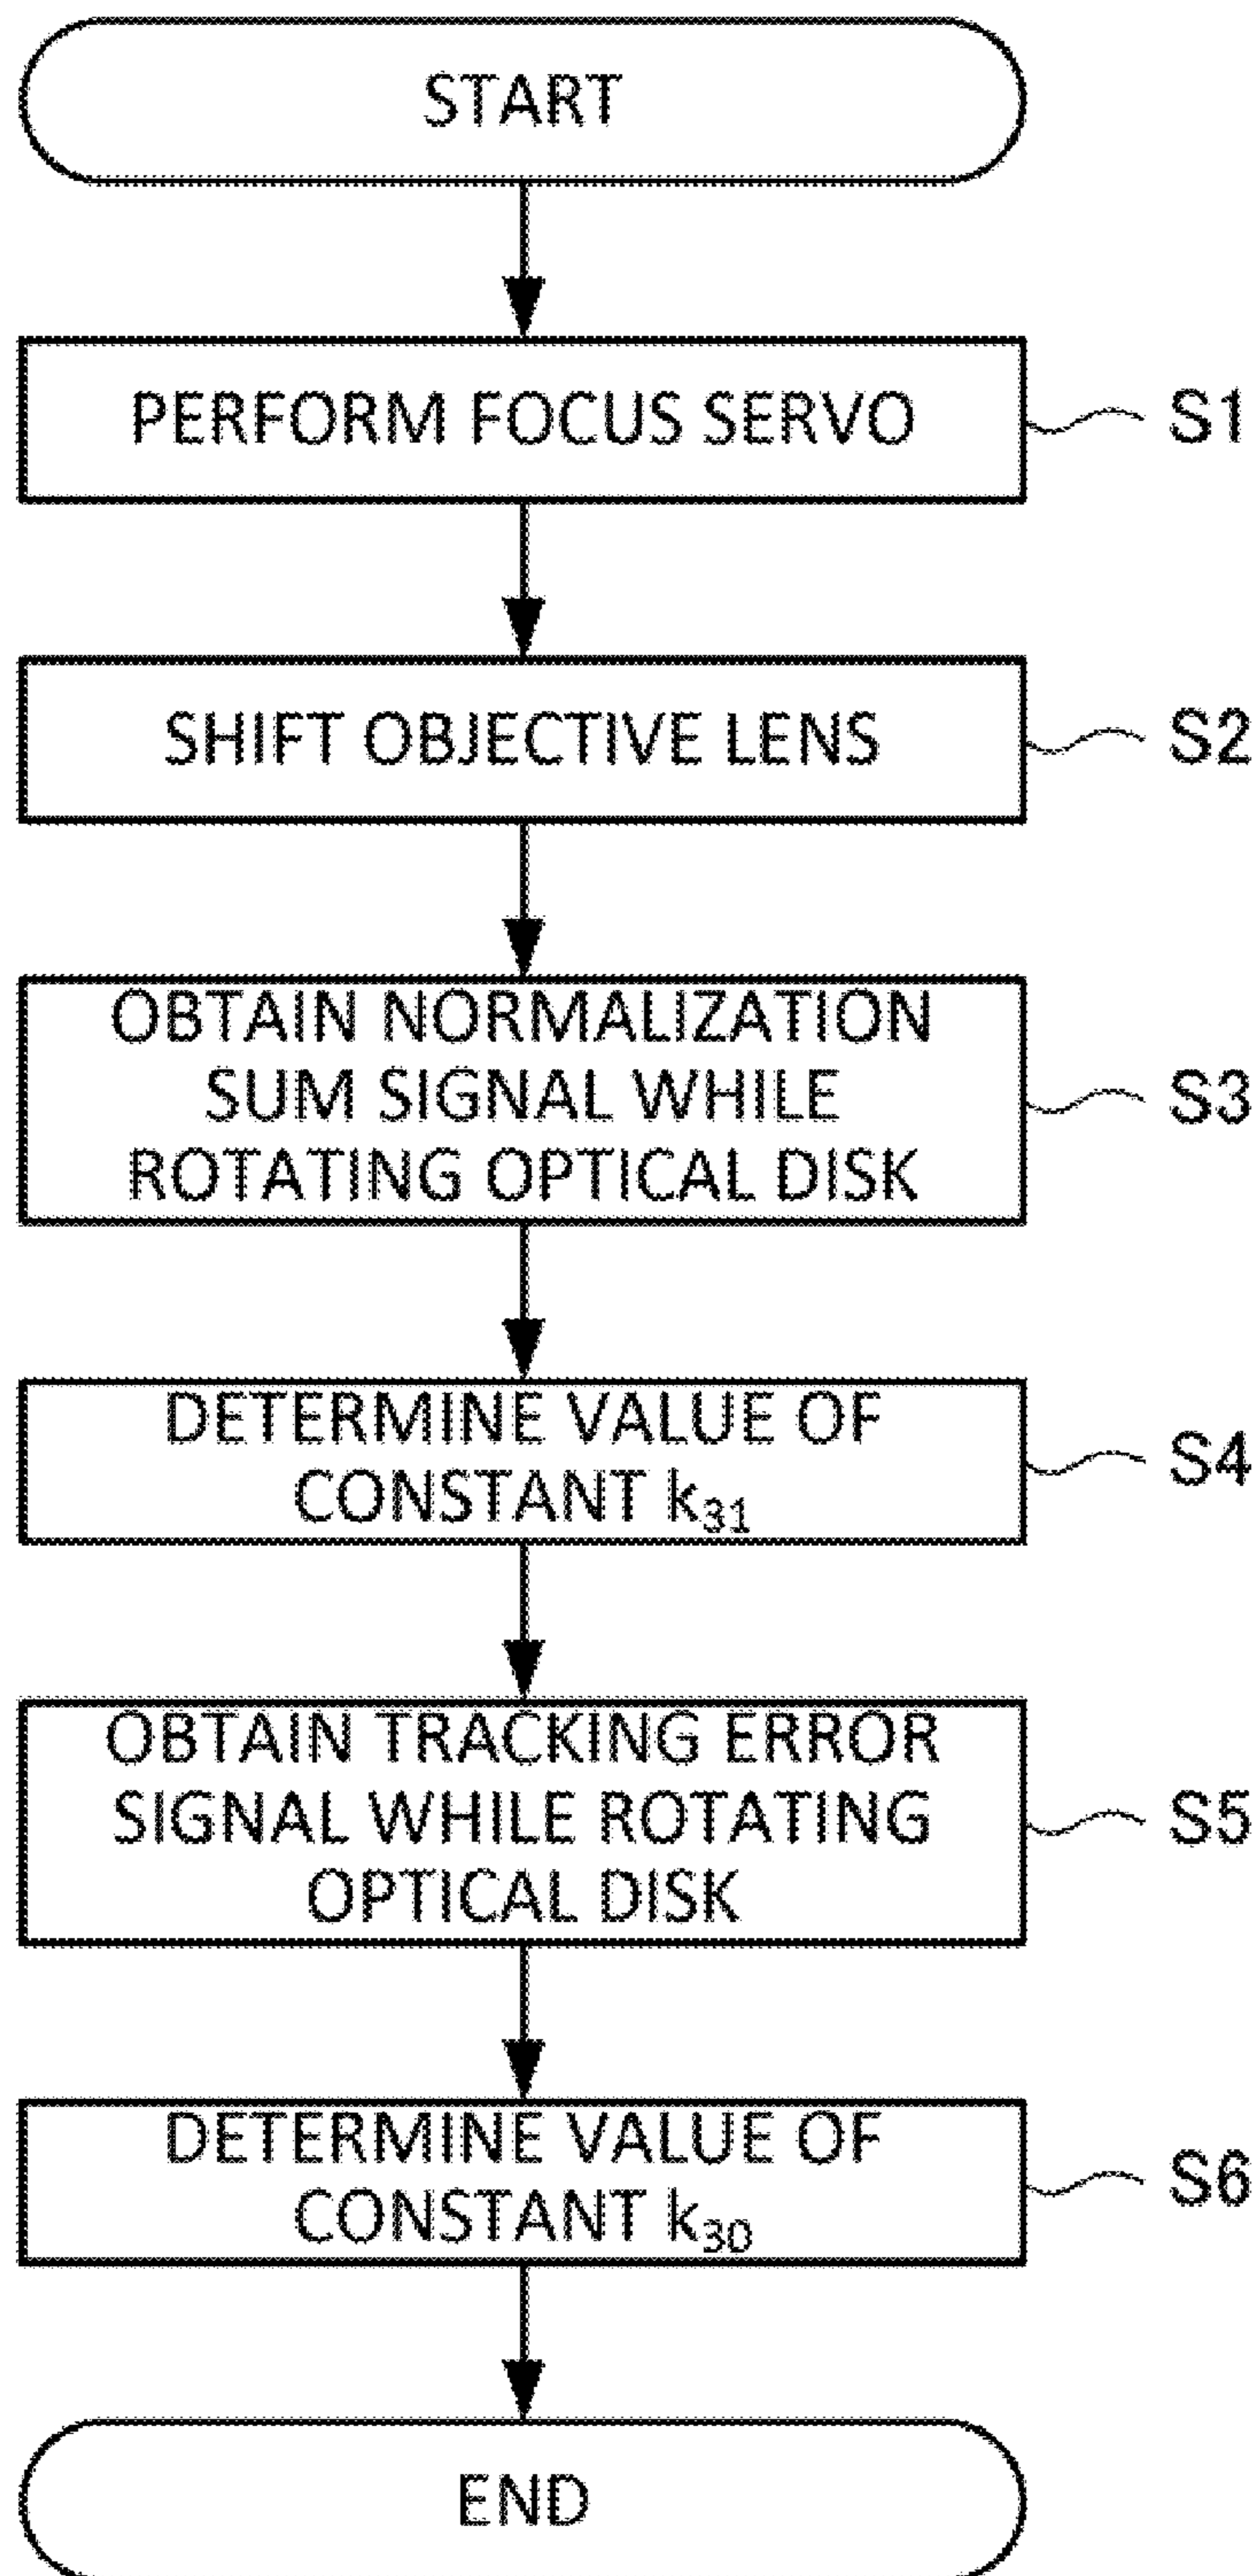 START
PERFORM FOCUS SERVO
S1
SHIFT OBJECTIVE LENS
S2
OBTAIN NORMALIZATION
SUM SIGNAL WHILE
ROTATING OPTICAL DISK
S3
DETERMINE VALUE OF
CONSTANT k₃₁
S4
OBTAIN TRACKING ERROR
SIGNAL WHILE ROTATING
OPTICAL DISK
S5
DETERMINE VALUE OF
CONSTANT k₃₀
S6
END